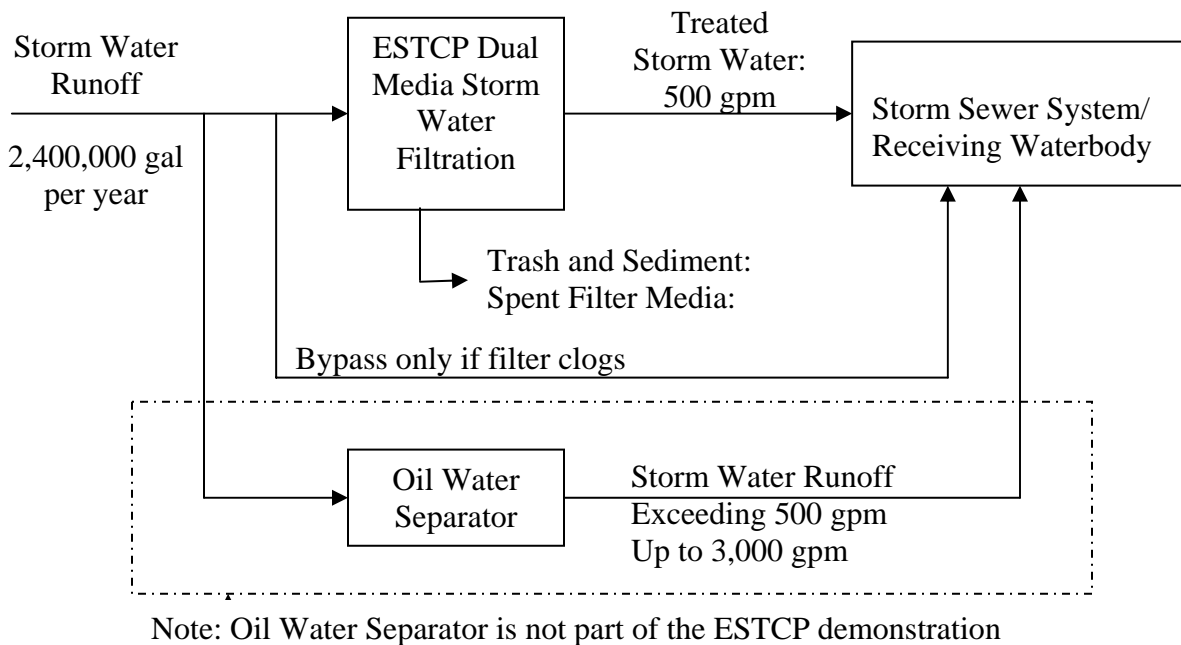 Storm Water
Runoff
2,400,000 gal
per year
ESTCP Dual
Media Storm
Water
Filtration
Treated
Storm Water:
500 gpm
Storm Sewer System/
Receiving Waterbody
Trash and Sediment:
Spent Filter Media:
Bypass only if filter clogs
Oil Water
Separator
Storm Water Runoff
Exceeding 500 gpm
Up to 3,000 gpm
Note: Oil Water Separator is not part of the ESTCP demonstration